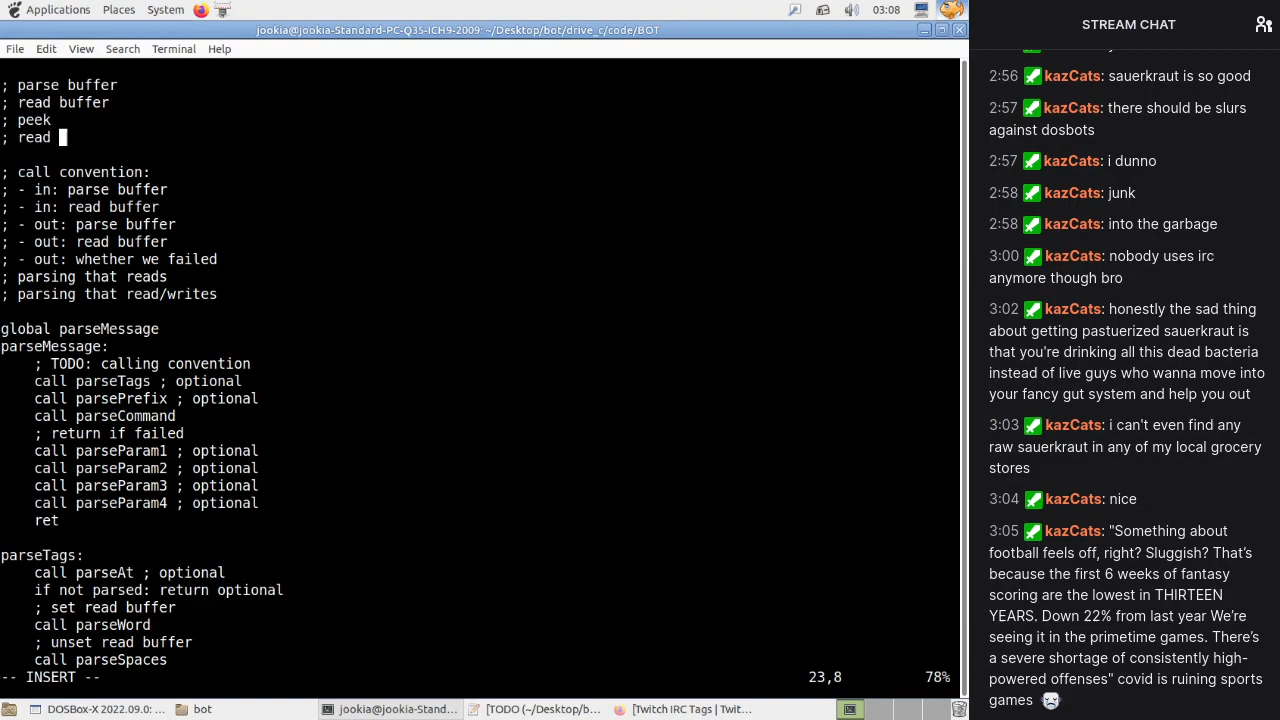 Applications Places System 03:08
jookia@jookia-Standard-PC-Q35-ICH9-2009: ~/Desktop/bot/drive_c/code/BOT
File Edit View Search Terminal Help
; parse buffer
; read buffer
; peek
; read
; call convention:
; - in: parse buffer
; - in: read buffer
; - out: parse buffer
; - out: read buffer
; - out: whether we failed
; parsing that reads
; parsing that read/writes
global parseMessage
parseMessage:
; TODO: calling convention
call parseTags ; optional
call parsePrefix ; optional
call parseCommand
; return if failed
call parseParam1 ; optional
call parseParam2 ; optional
call parseParam3 ; optional
call parseParam4 ; optional
ret
parseTags:
call parseAt ; optional
if not parsed: return optional
; set read buffer
call parseWord
; unset read buffer
call parseSpaces
-- INSERT -- 23,8 78%
DOSBox-X 2022.09.0: ... bot jookia@jookia-Stand... [TODO (~/Desktop/b... [Twitch IRC Tags | Twit...
STREAM CHAT
2:56 kazCats: sauerkraut is so good
2:57 kazCats: there should be slurs
against dosbots
2:57 kazCats: i dunno
2:58 kazCats: junk
2:58 kazCats: into the garbage
3:00 kazCats: nobody uses irc
anymore though bro
3:02 kazCats: honestly the sad thing
about getting pastuerized sauerkraut is
that you're drinking all this dead bacteria
instead of live guys who wanna move into
your fancy gut system and help you out
3:03 kazCats: i can't even find any
raw sauerkraut in any of my local grocery
stores
3:04 kazCats: nice
3:05 kazCats: "Something about
football feels off, right? Sluggish? That's
because the first 6 weeks of fantasy
scoring are the lowest in THIRTEEN
YEARS. Down 22% from last year We're
seeing it in the primetime games. There's
a severe shortage of consistently high-
powered offenses" covid is ruining sports
games